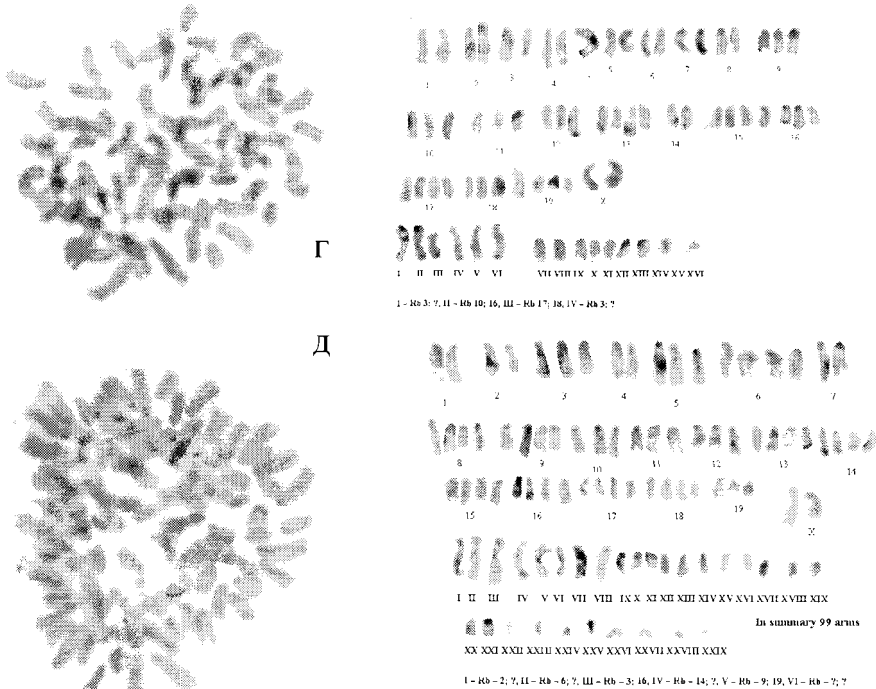 1 2 3 4 5 6 7 8 9
10 11 12 13 14 15 16
17 18 19 X
Г
I II III IV V VI VII VIII IX X XI XII XIII XIV XV XVI
I – Rb 3; ?, II – Rb 10; 16, III – Rb 17; 18, IV – Rb 3; ?
Д
1 2 3 4 5 6 7
8 9 10 11 12 13 14
15 16 17 18 19 X
I II III IV V VI VII VIII IX X XI XII XIII XIV XV XVI XVII XVIII XIX
In summary 99 arms
XX XXI XXII XXIII XXIV XXV XXVI XXVII XXVIII XXIX
I – Rb – 2; ?, II – Rb – 6; ?, III – Rb – 3; 16, IV – Rb – 14; ?, V – Rb – 9; 19, VI – Rb – ?; ?